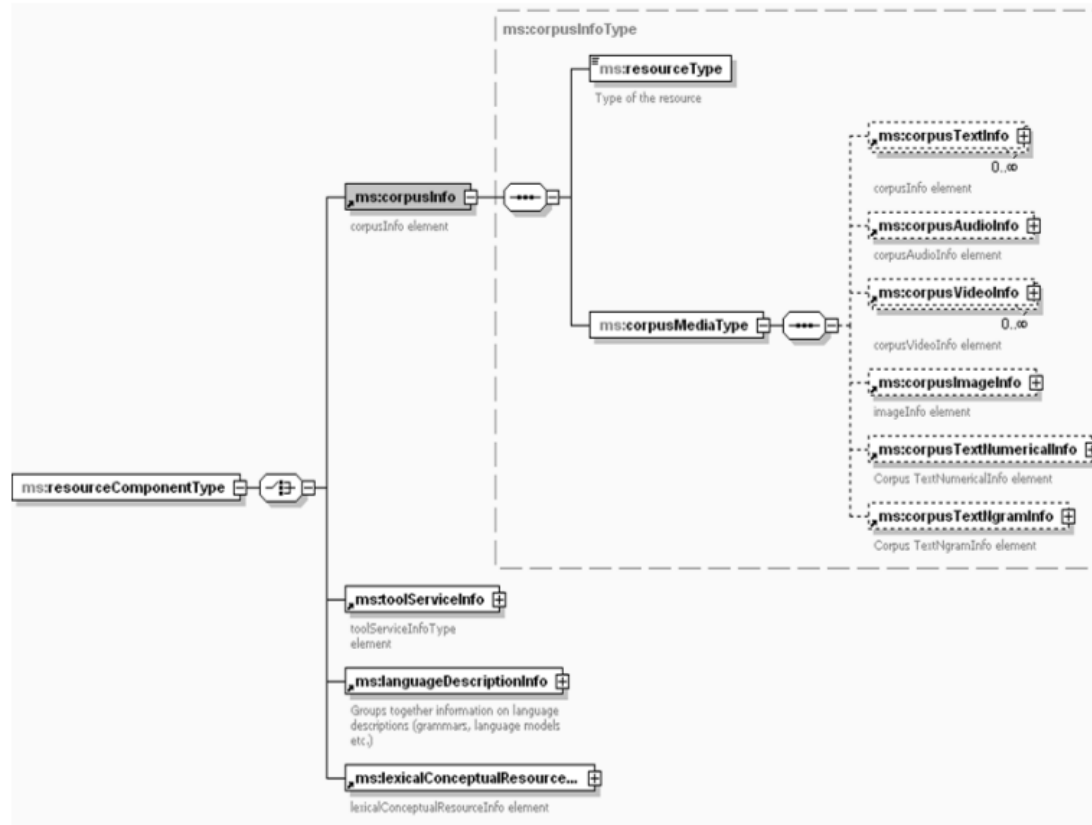 ms:corpusInfoType
ms:resourceType
Type of the resource
ms:corpusTextInfo
0..∞
corpusInfo element
ms:corpusInfo
corpusInfo element
ms:corpusAudioInfo
corpusAudioInfo element
ms:corpusVideoInfo
0..∞
corpusVideoInfo element
ms:corpusMediaType
ms:corpusImageInfo
imageInfo element
ms:corpusTextNumericalInfo
Corpus TextNumericalInfo element
ms:corpusTextNgramInfo
Corpus TextNgramInfo element
ms:resourceComponentType
ms:toolServiceInfo
toolServiceInfoType
element
ms:languageDescriptionInfo
Groups together information on language
descriptions (grammars, language models
etc,)
ms:lexicalConceptualResource...
lexicalConceptualResourceInfo element